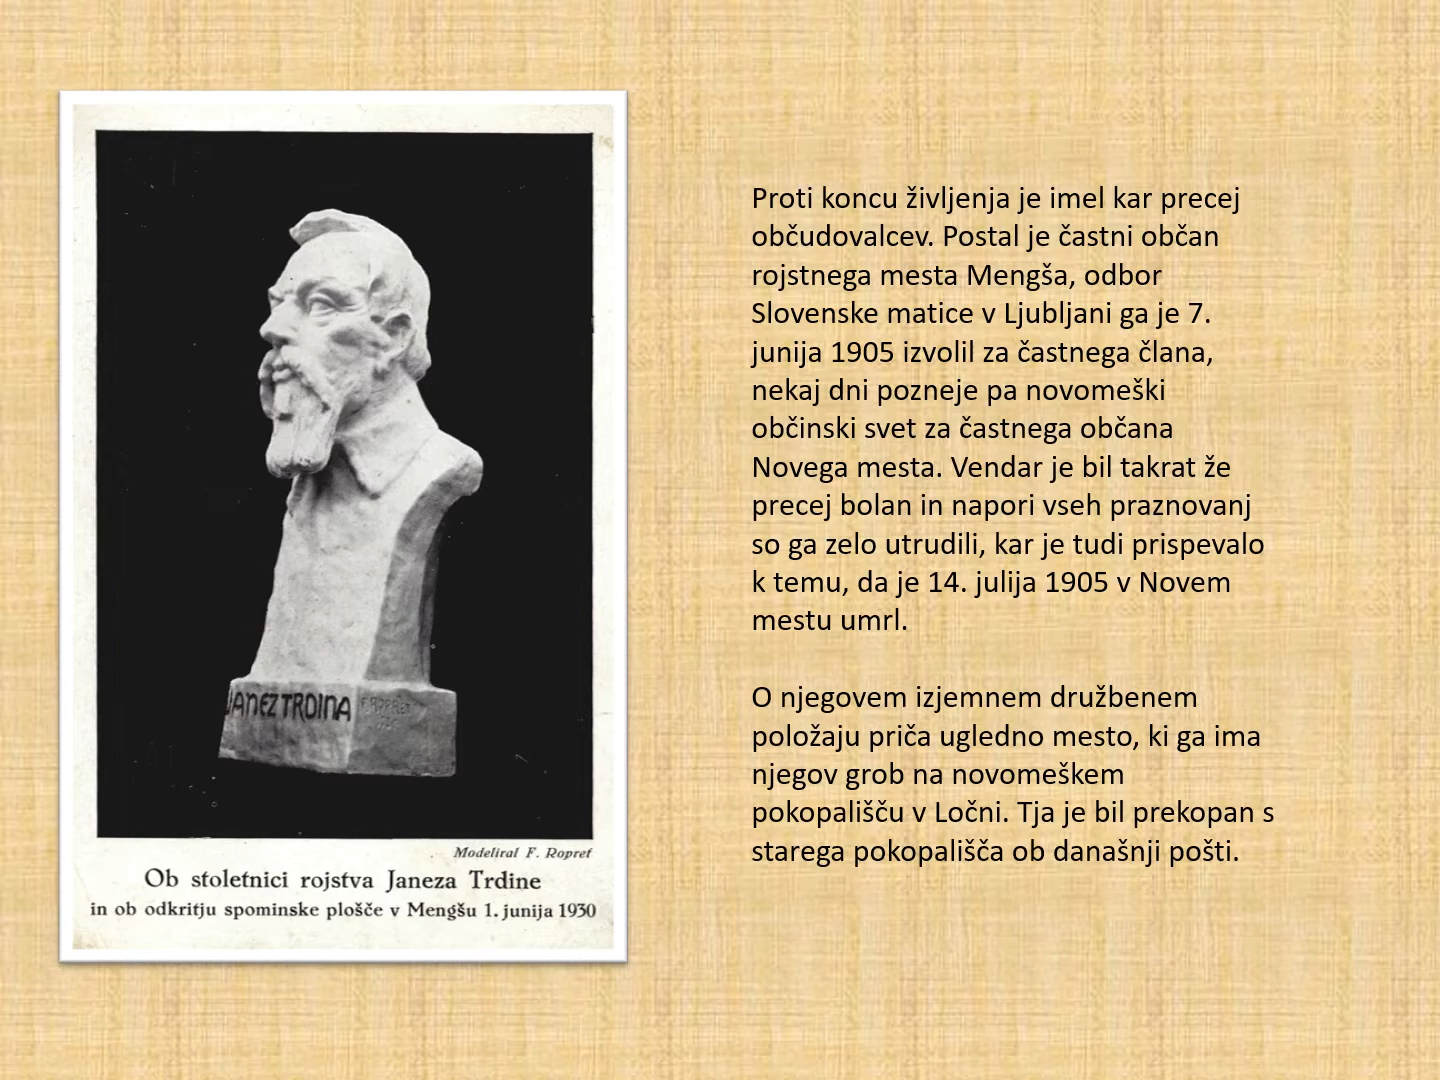 JANEZ TRDINA
F. ROPRET
Modeliral F. Ropref
Ob stoletnici rojstva Janeza Trdine
in ob odkritju spominske plošče v Mengšu 1. junija 1930
Proti koncu življenja je imel kar precej
občudovalcev. Postal je častni občan
rojstnega mesta Mengša, odbor
Slovenske matice v Ljubljani ga je 7.
junija 1905 izvolil za častnega člana,
nekaj dni pozneje pa novomeški
občinski svet za častnega občana
Novega mesta. Vendar je bil takrat že
precej bolan in napori vseh praznovanj
so ga zelo utrudili, kar je tudi prispevalo
k temu, da je 14. julija 1905 v Novem
mestu umrl.
O njegovem izjemnem družbenem
položaju priča ugledno mesto, ki ga ima
njegov grob na novomeškem
pokopališču v Ločni. Tja je bil prekopan s
starega pokopališča ob današnji pošti.